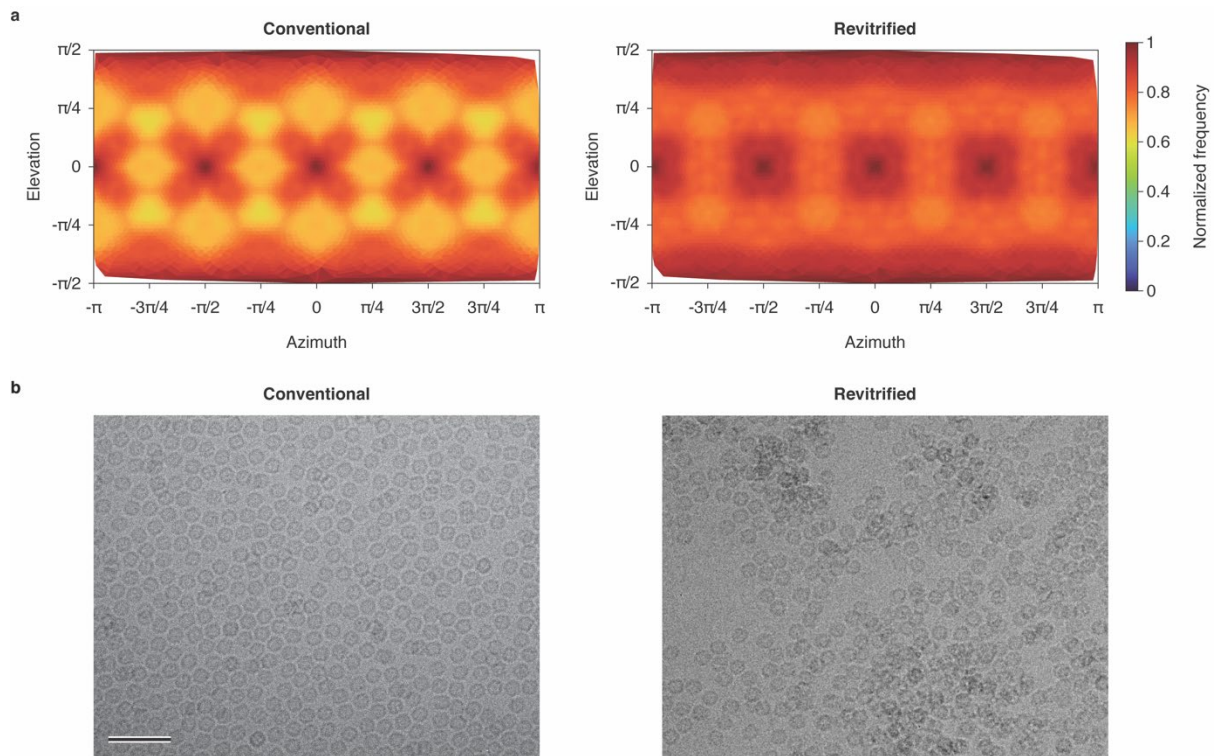 a
Conventional
Revitrified
π/2
π/4
0
-π/4
-π/2
Elevation
-π
-3π/4
-π/2
-π/4
0
π/4
3π/2
3π/4
π
Azimuth
π/2
π/4
0
-π/4
-π/2
Elevation
-π
-3π/4
-π/2
-π/4
0
π/4
3π/2
3π/4
π
Azimuth
1
0.8
0.6
0.4
0.2
0
Normalized frequency
b
Conventional
Revitrified